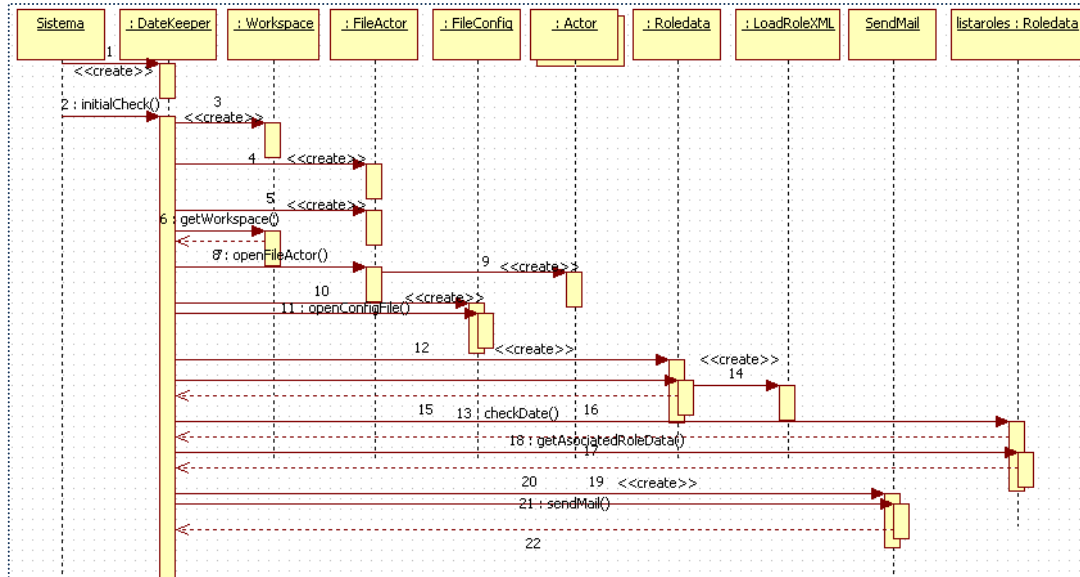 Sistema
: DateKeeper
: Workspace
: FileActor
: FileConfig
: Actor
: Roledata
: LoadRoleXML
SendMail
listaroles : Roledata
1
<<create>>
2 : initialCheck()
3
<<create>>
4
<<create>>
5
<<create>>
6 : getWorkspace()
7
8 : openFileActor()
9
<<create>>
10
<<create>>
11 : openConfigFile()
12
<<create>>
<<create>>
14
15
13 : checkDate()
16
18 : getAsociatedRoleData()
17
20
19
<<create>>
21 : sendMail()
22